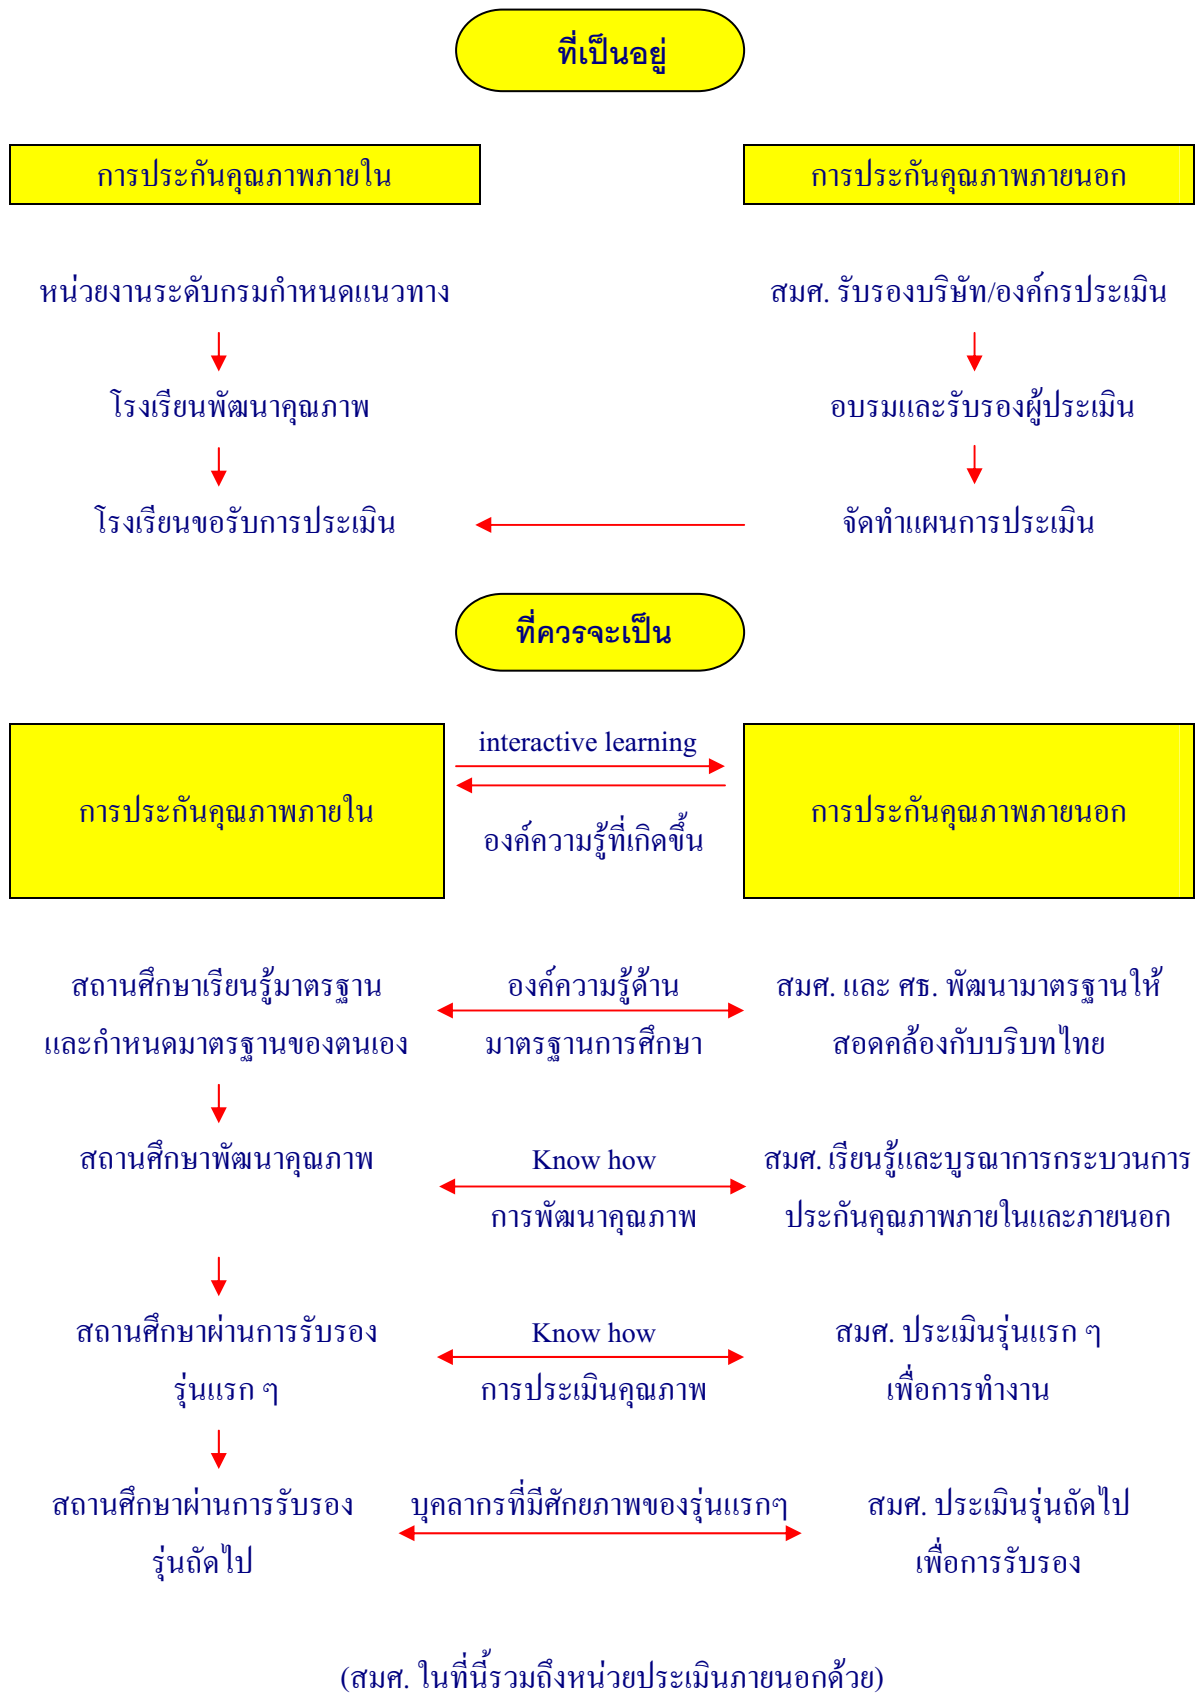 ที่เป็นอยู่
การประกันคุณภาพภายใน
การประกันคุณภาพภายนอก
หน่วยงานระดับกรมกำหนดแนวทาง
สมศ. รับรองบริษัท/องค์กรประเมิน
โรงเรียนพัฒนาคุณภาพ
อบรมและรับรองผู้ประเมิน
โรงเรียนขอรับการประเมิน
จัดทำแผนการประเมิน
ที่ควรจะเป็น
การประกันคุณภาพภายใน
interactive learning
องค์ความรู้ที่เกิดขึ้น
การประกันคุณภาพภายนอก
สถานศึกษาเรียนรู้มาตรฐาน
และกำหนดมาตรฐานของตนเอง
องค์ความรู้ด้าน
มาตรฐานการศึกษา
สมศ. และ ศธ. พัฒนามาตรฐานให้
สอดคล้องกับบริบทไทย
สถานศึกษาพัฒนาคุณภาพ
Know how
การพัฒนาคุณภาพ
สมศ. เรียนรู้และบูรณาการกระบวนการ
ประกันคุณภาพภายในและภายนอก
สถานศึกษาผ่านการรับรอง
รุ่นแรก ๆ
Know how
การประเมินคุณภาพ
สมศ. ประเมินรุ่นแรก ๆ
เพื่อการทำงาน
สถานศึกษาผ่านการรับรอง
รุ่นถัดไป
บุคลากรที่มีศักยภาพของรุ่นแรกๆ
สมศ. ประเมินรุ่นถัดไป
เพื่อการรับรอง
(สมศ. ในที่นี้รวมถึงหน่วยประเมินภายนอกด้วย)